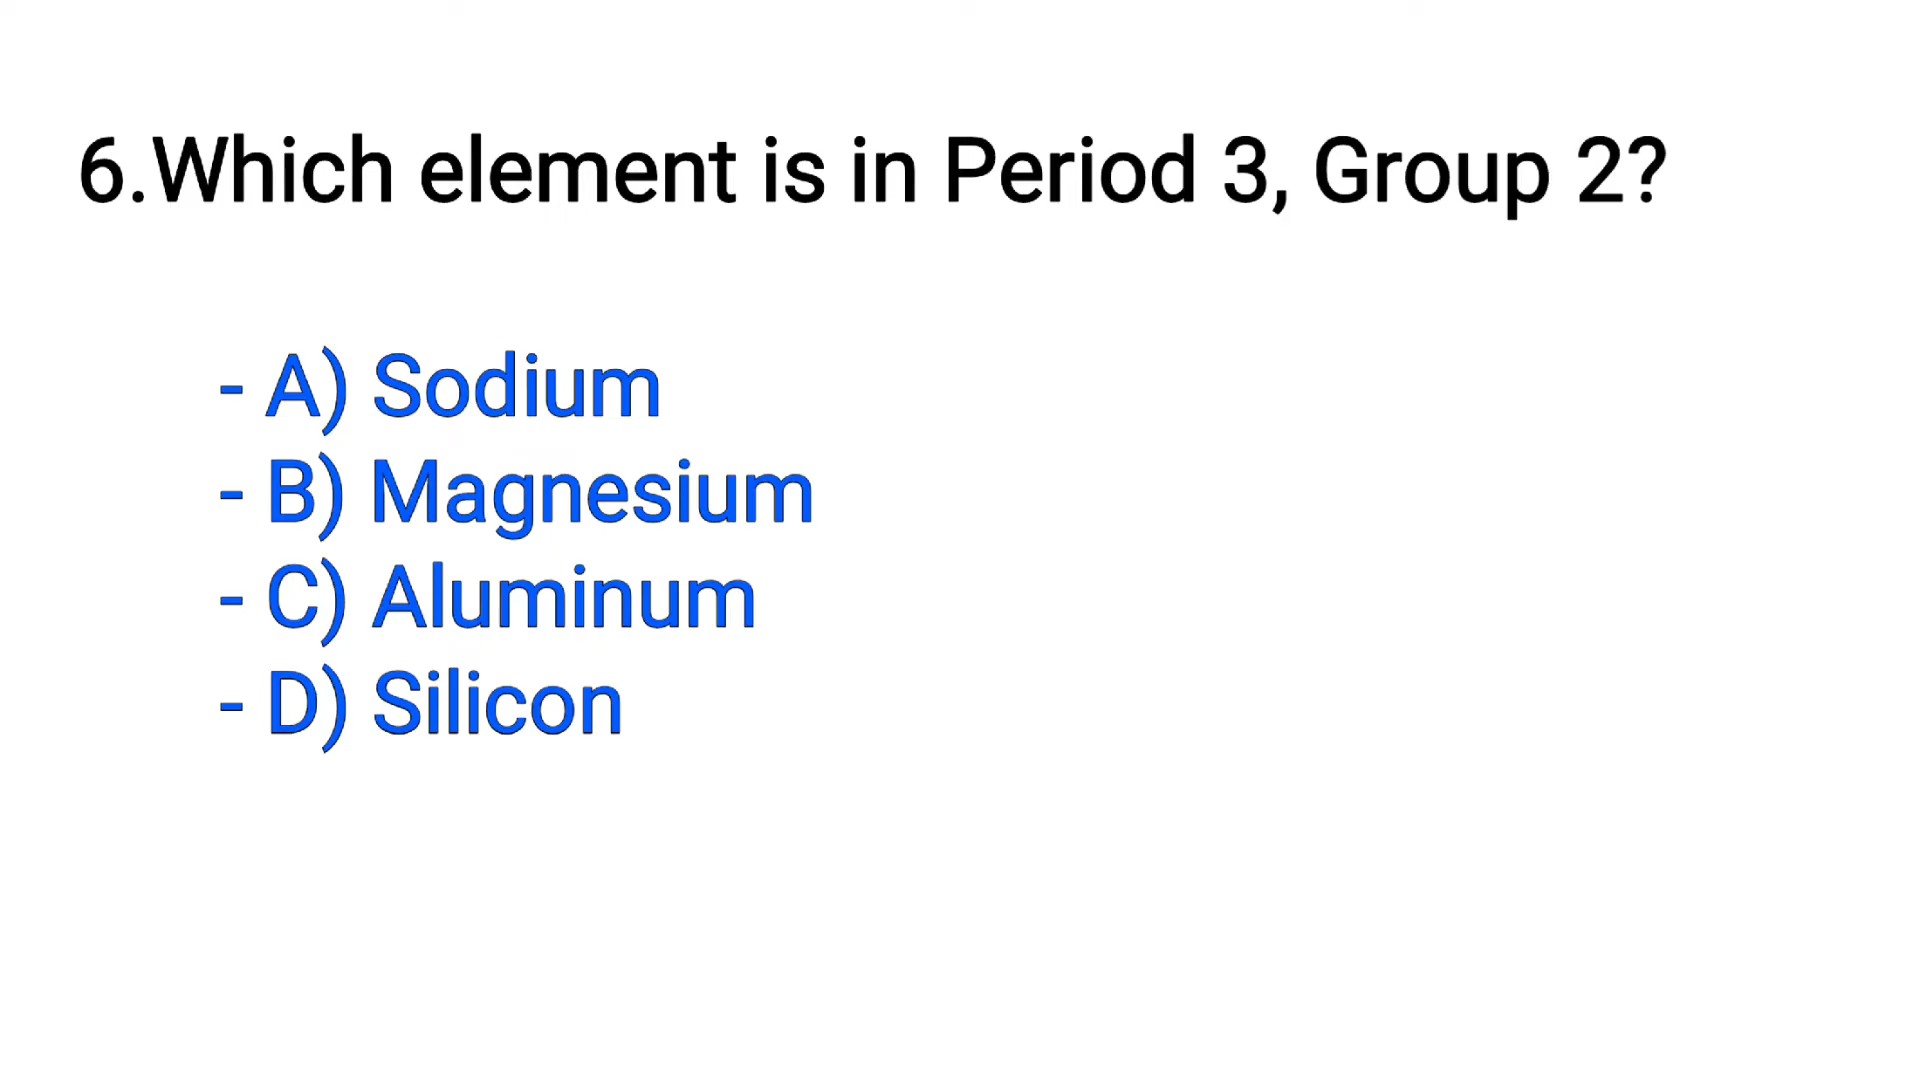 6.Which element is in Period 3, Group 2?
- A) Sodium
- B) Magnesium
- C) Aluminum
- D) Silicon